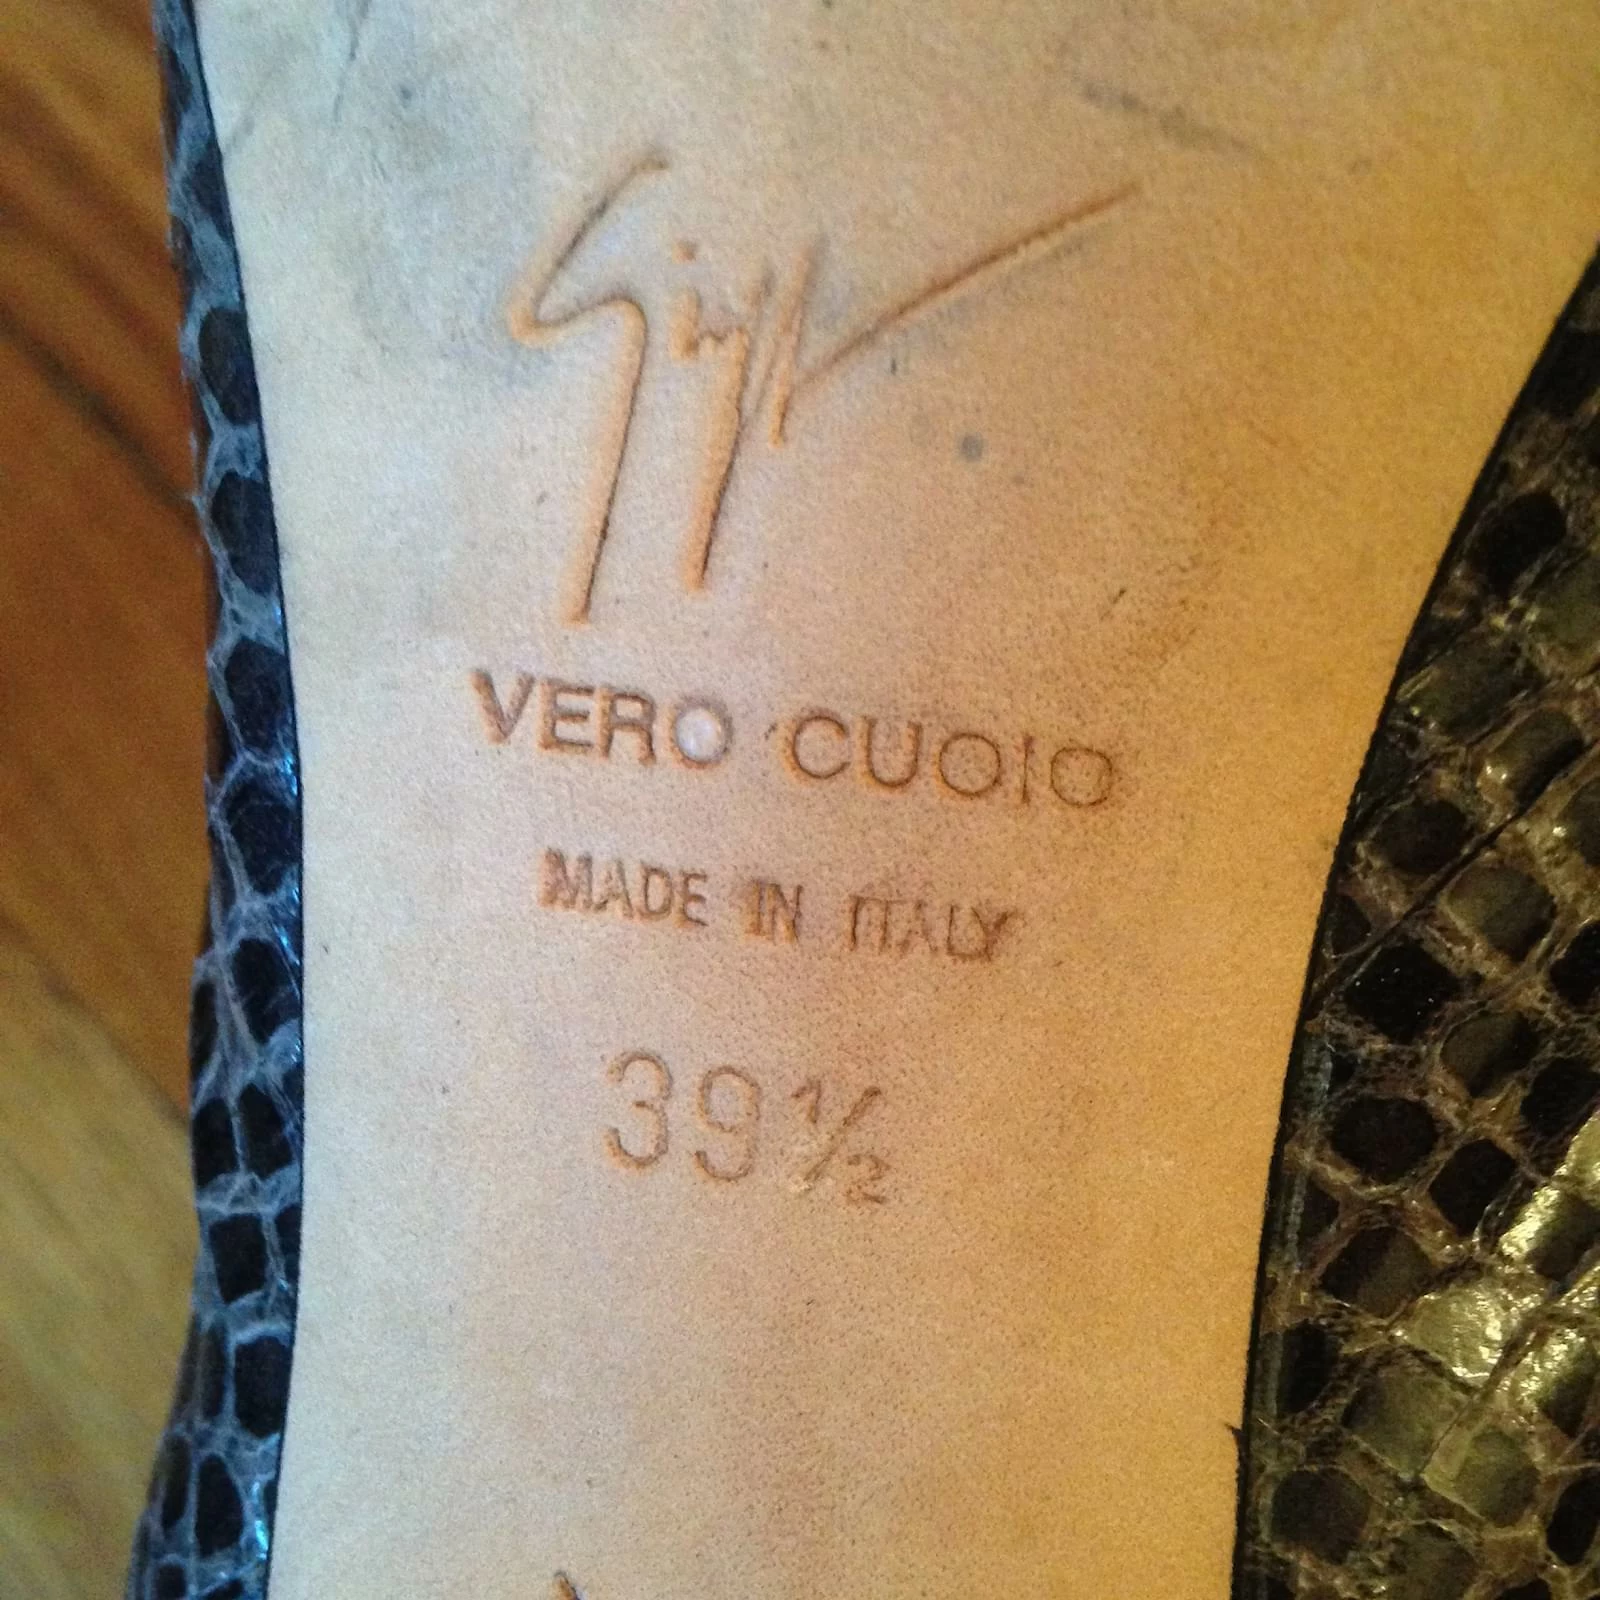 VERO CUOIO
MADE IN ITALY
39½